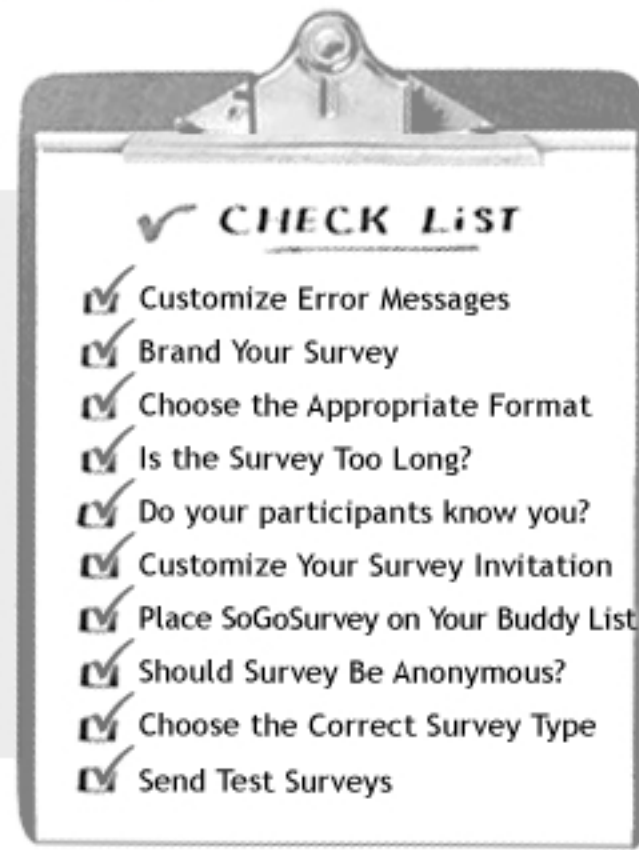 CHECK LiST
Customize Error Messages
Brand Your Survey
Choose the Appropriate Format
Is the Survey Too Long?
Do your participants know you?
Customize Your Survey Invitation
Place SoGoSurvey on Your Buddy List
Should Survey Be Anonymous?
Choose the Correct Survey Type
Send Test Surveys